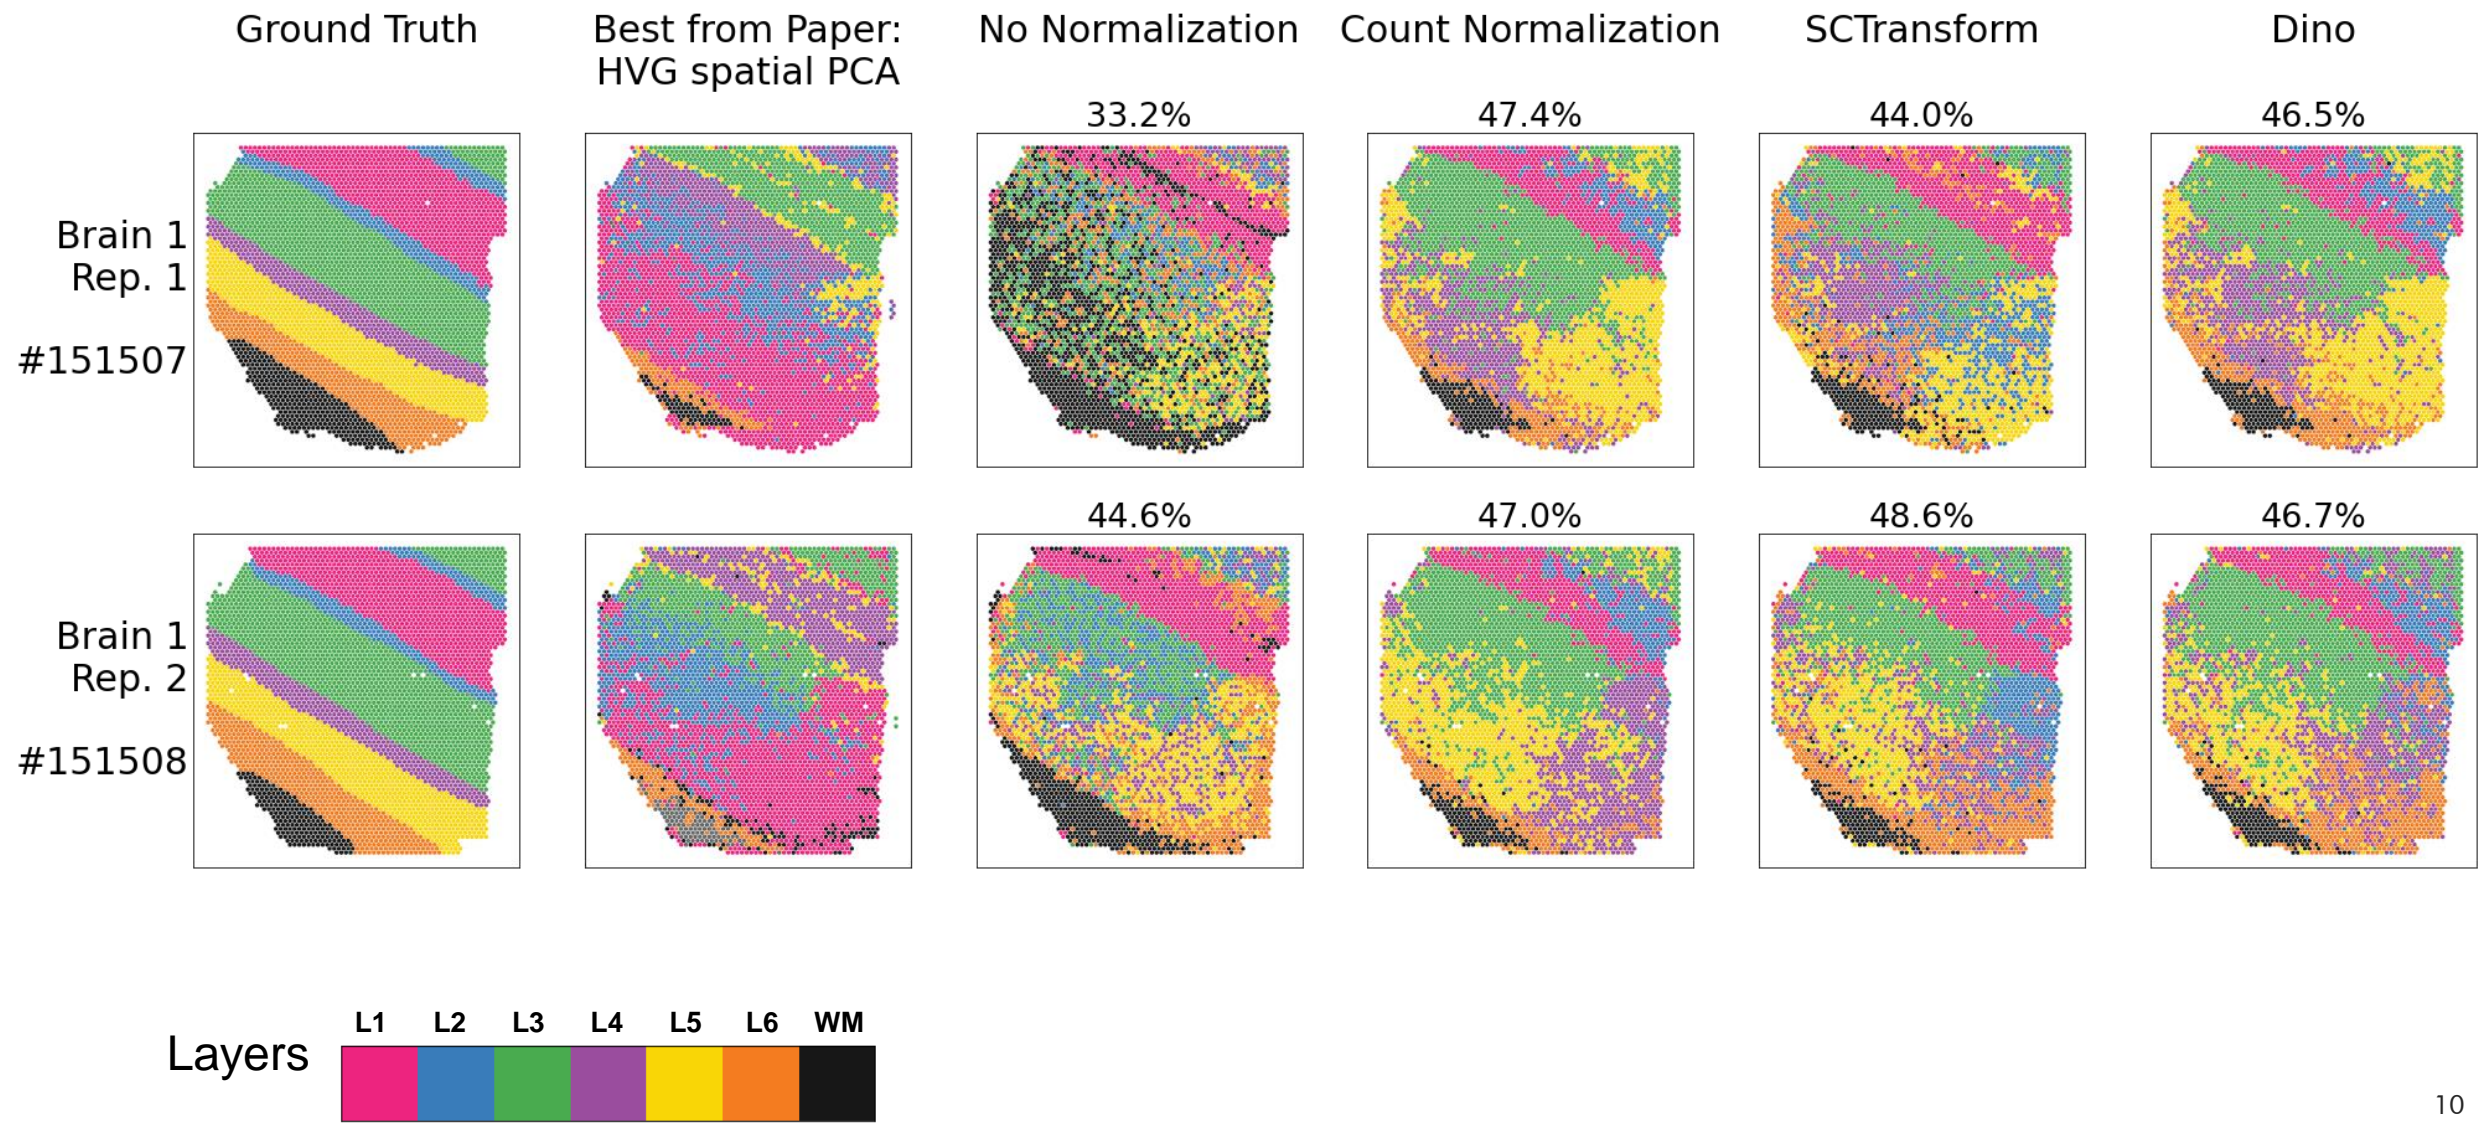 Ground Truth
Best from Paper:
HVG spatial PCA
No Normalization
Count Normalization
SCTransform
Dino
33.2%
47.4%
44.0%
46.5%
Brain 1
Rep. 1
#151507
44.6%
47.0%
48.6%
46.7%
Brain 1
Rep. 2
#151508
Layers
L1 L2 L3 L4 L5 L6 WM
10